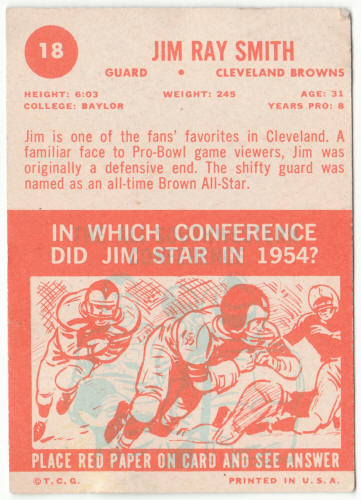 18
JIM RAY SMITH
GUARD • CLEVELAND BROWNS
HEIGHT: 6:03 WEIGHT: 245 AGE: 31
COLLEGE: BAYLOR YEARS PRO: 8
Jim is one of the fans' favorites in Cleveland. A
familiar face to Pro-Bowl game viewers, Jim was
originally a defensive end. The shifty guard was
named as an all-time Brown All-Star.
IN WHICH CONFERENCE
DID JIM STAR IN 1954?
PLACE RED PAPER ON CARD AND SEE ANSWER
©T.C.G. PRINTED IN U.S.A.